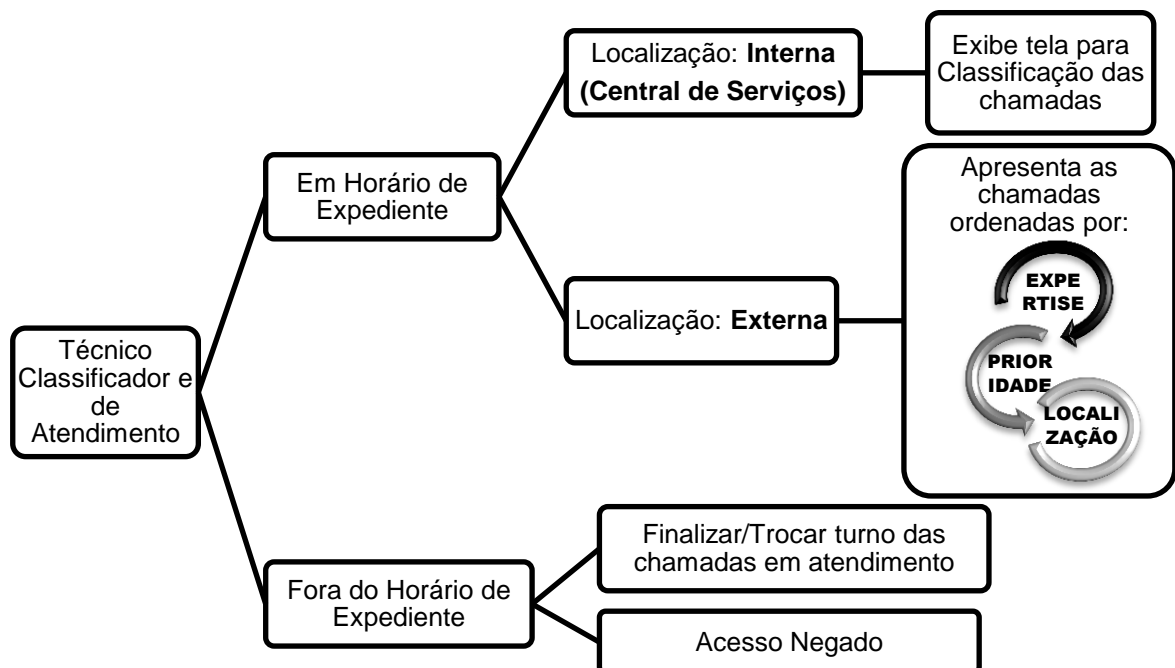 Localização: Interna
(Central de Serviços)
Exibe tela para
Classificação das
chamadas
Em Horário de
Expediente
Apresenta as
chamadas
ordenadas por:
EXPE
RTISE
PRIOR
IDADE
LOCALI
ZAÇÃO
Localização: Externa
Técnico
Classificador e
de
Atendimento
Finalizar/Trocar turno das
chamadas em atendimento
Fora do Horário de
Expediente
Acesso Negado